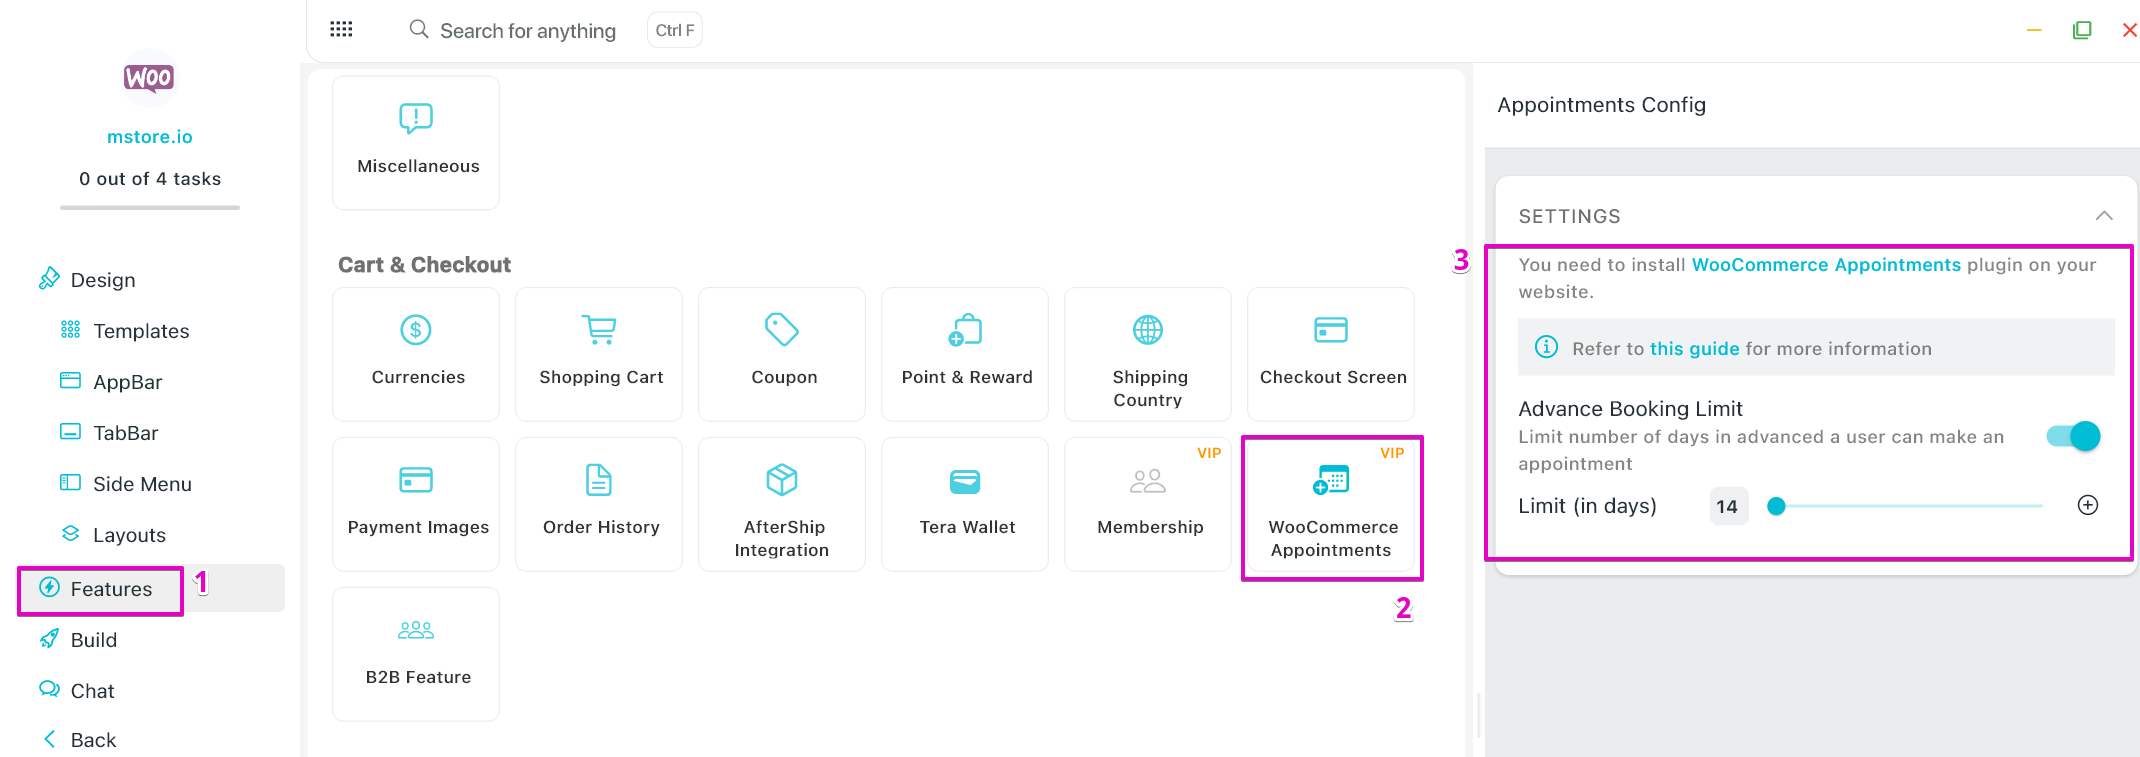 Search for anything
Ctrl F
WOO
mstore.io
0 out of 4 tasks
Design
Templates
AppBar
TabBar
Side Menu
Layouts
Features
1
Build
Chat
Back
Miscellaneous
Cart & Checkout
Currencies
Shopping Cart
Coupon
Point & Reward
Shipping
Country
Checkout Screen
Payment Images
Order History
AfterShip
Integration
Tera Wallet
VIP
Membership
VIP
WooCommerce
Appointments
2
B2B Feature
Appointments Config
SETTINGS
3
You need to install WooCommerce Appointments plugin on your
website.
Refer to this guide for more information
Advance Booking Limit
Limit number of days in advanced a user can make an
appointment
Limit (in days)
14